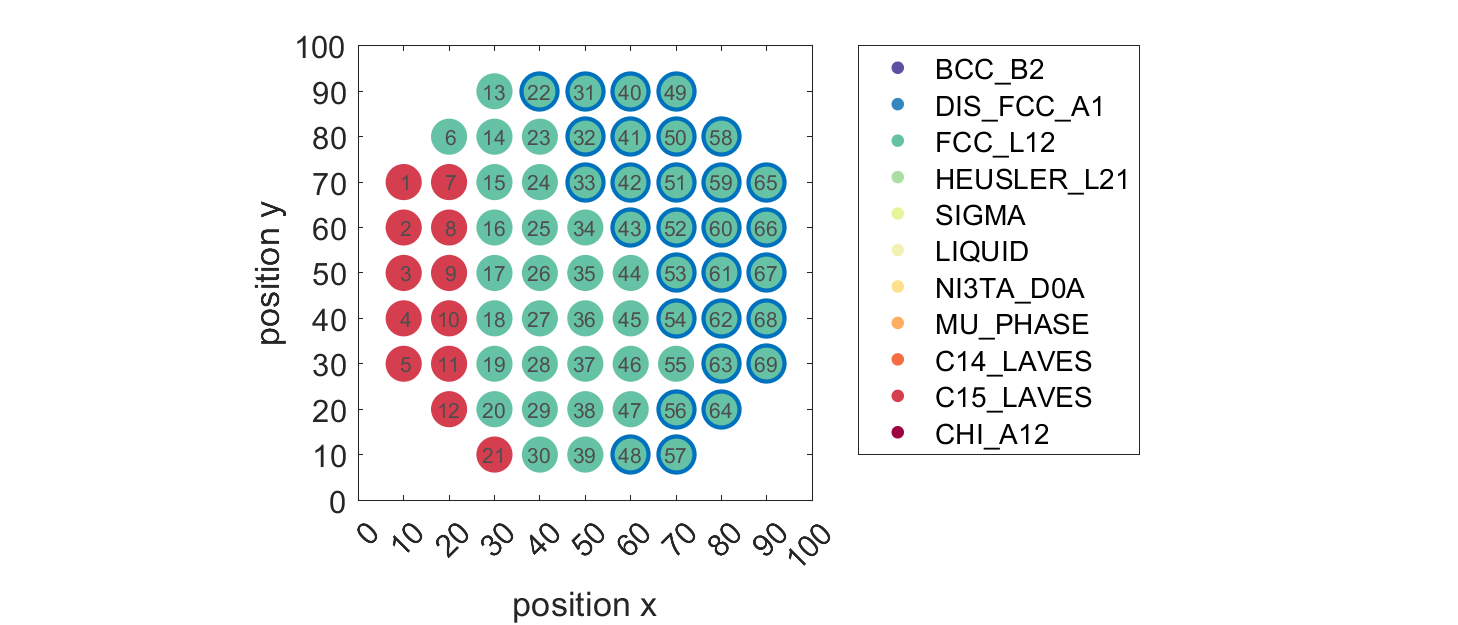 100
90
80
70
60
50
40
30
20
10
0
position y
13 22 31 40 49
6 14 23 32 41 50 58
1 7 15 24 33 42 51 59 65
2 8 16 25 34 43 52 60 66
3 9 17 26 35 44 53 61 67
4 10 18 27 36 45 54 62 68
5 11 19 28 37 46 55 63 69
12 20 29 38 47 56 64
21 30 39 48 57
0 10 20 30 40 50 60 70 80 90 100
position x
BCC_B2
DIS_FCC_A1
FCC_L12
HEUSLER_L21
SIGMA
LIQUID
NI3TA_D0A
MU_PHASE
C14_LAVES
C15_LAVES
CHI_A12